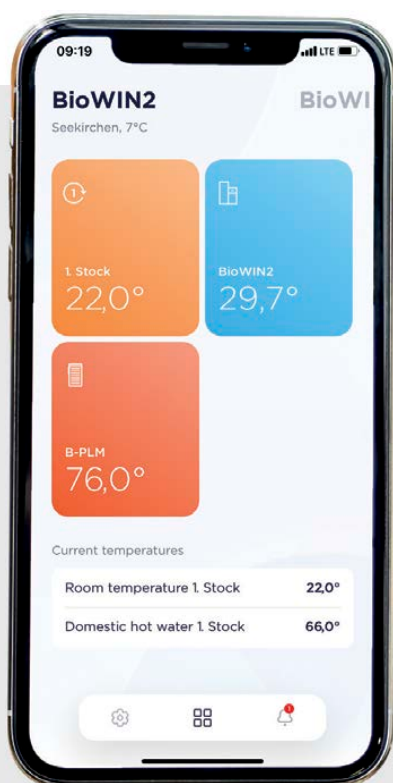 09:19
LTE
BioWIN2 BioWI
Seekirchen, 7°C
1
1. Stock
22,0°
BioWIN2
29,7°
B-PLM
76,0°
Current temperatures
Room temperature 1. Stock 22,0°
Domestic hot water 1. Stock 66,0°
1